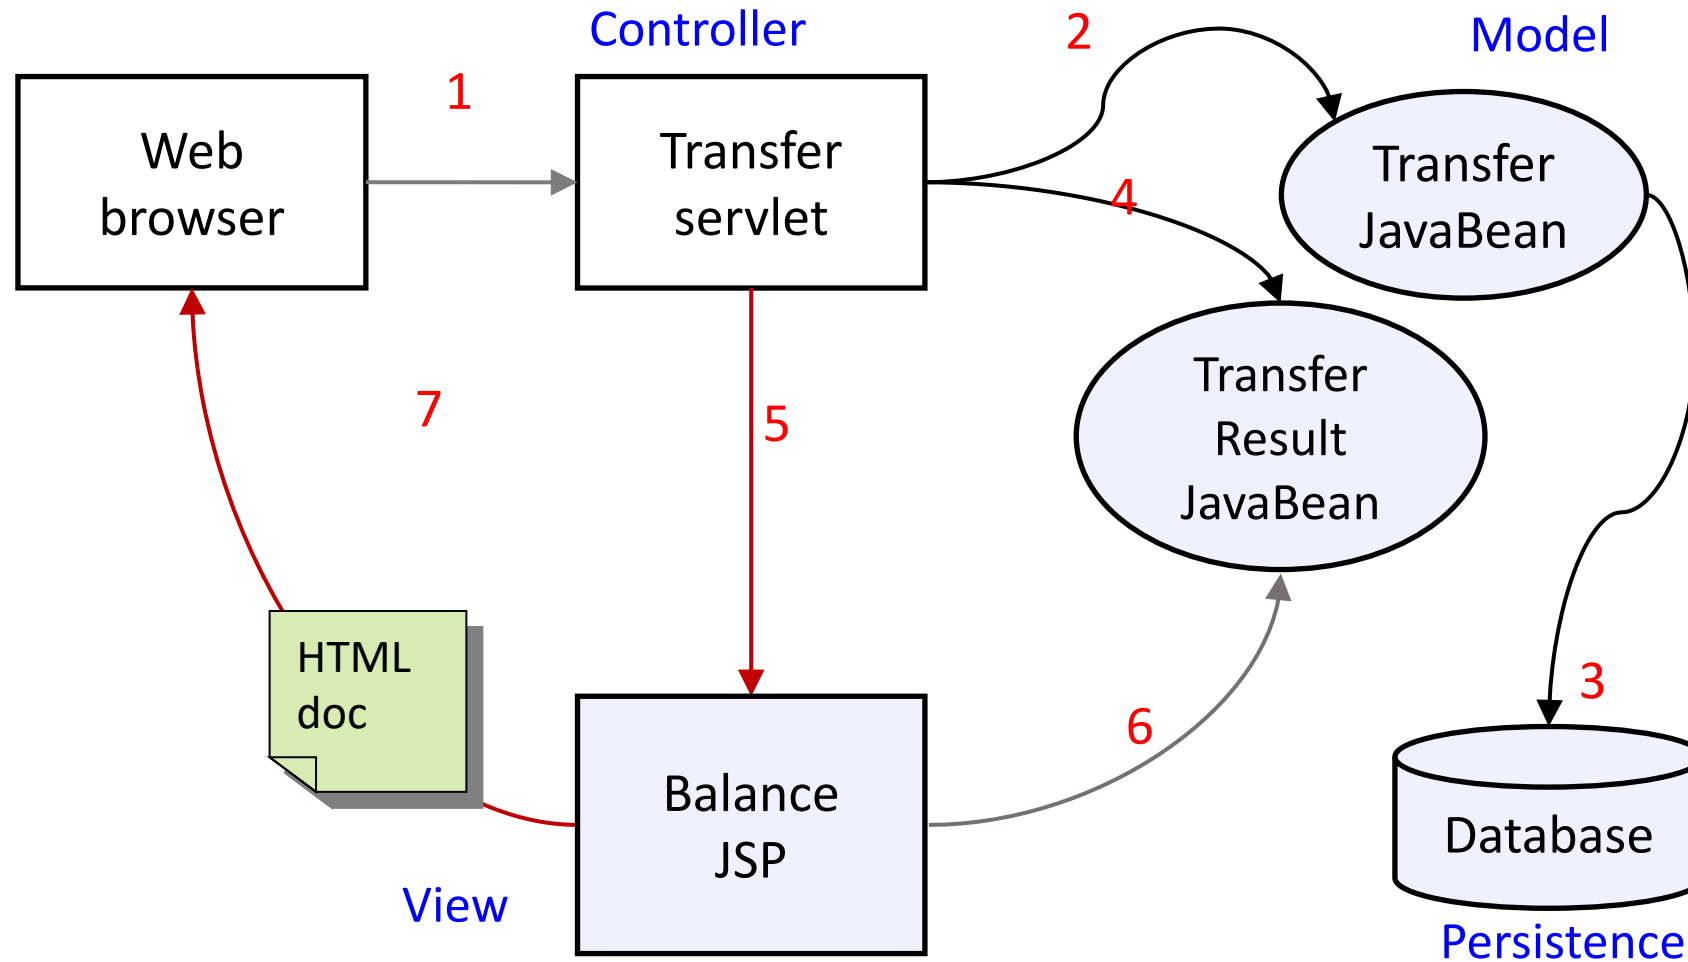 Controller
2
Model
1
Web
browser
Transfer
servlet
Transfer
JavaBean
4
Transfer
Result
JavaBean
7
5
HTML
doc
3
6
Balance
JSP
Database
View
Persistence